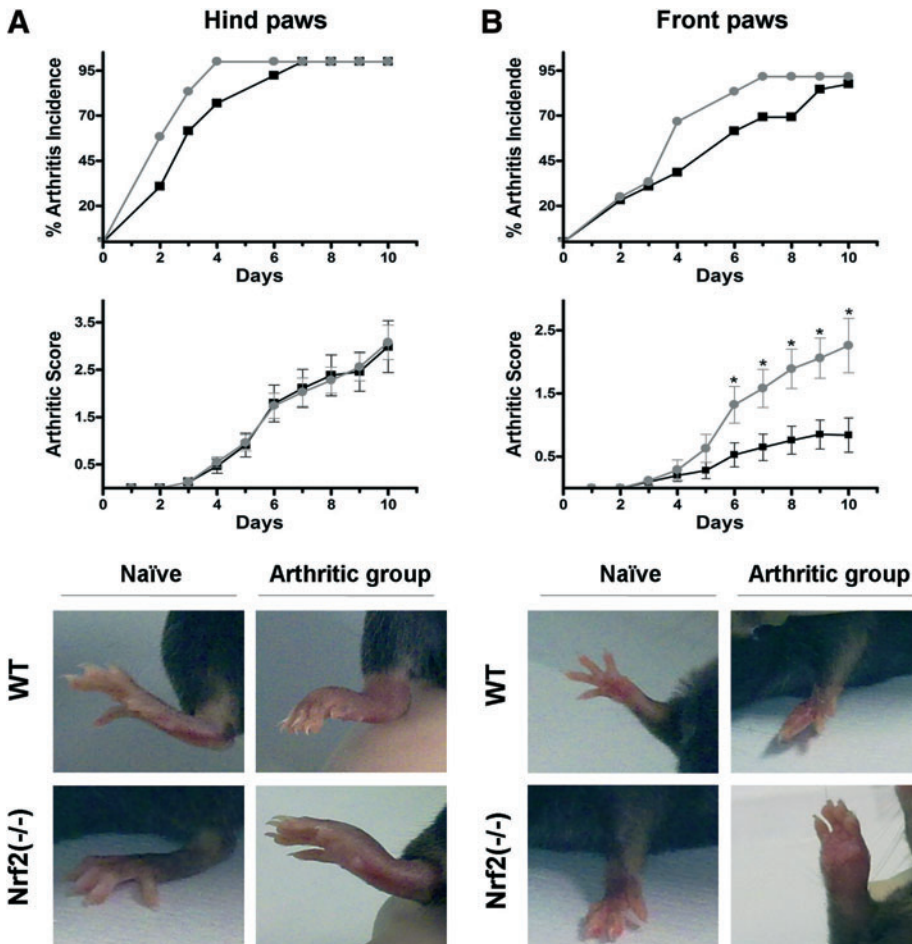 A Hind paws
% Arthritis Incidence
95
70
45
20
0 2 4 6 8 10
Days
Arthritic Score
3.5
2.5
1.5
0.5
0 2 4 6 8 10
Days
Naïve Arthritic group
WT
Nrf2(-/-)
B Front paws
% Arthritis Incidende
95
70
45
20
0 2 4 6 8 10
Days
Arthritic Score
2.5
1.5
0.5
* * * * *
0 2 4 6 8 10
Days
Naïve Arthritic group
WT
Nrf2(-/-)